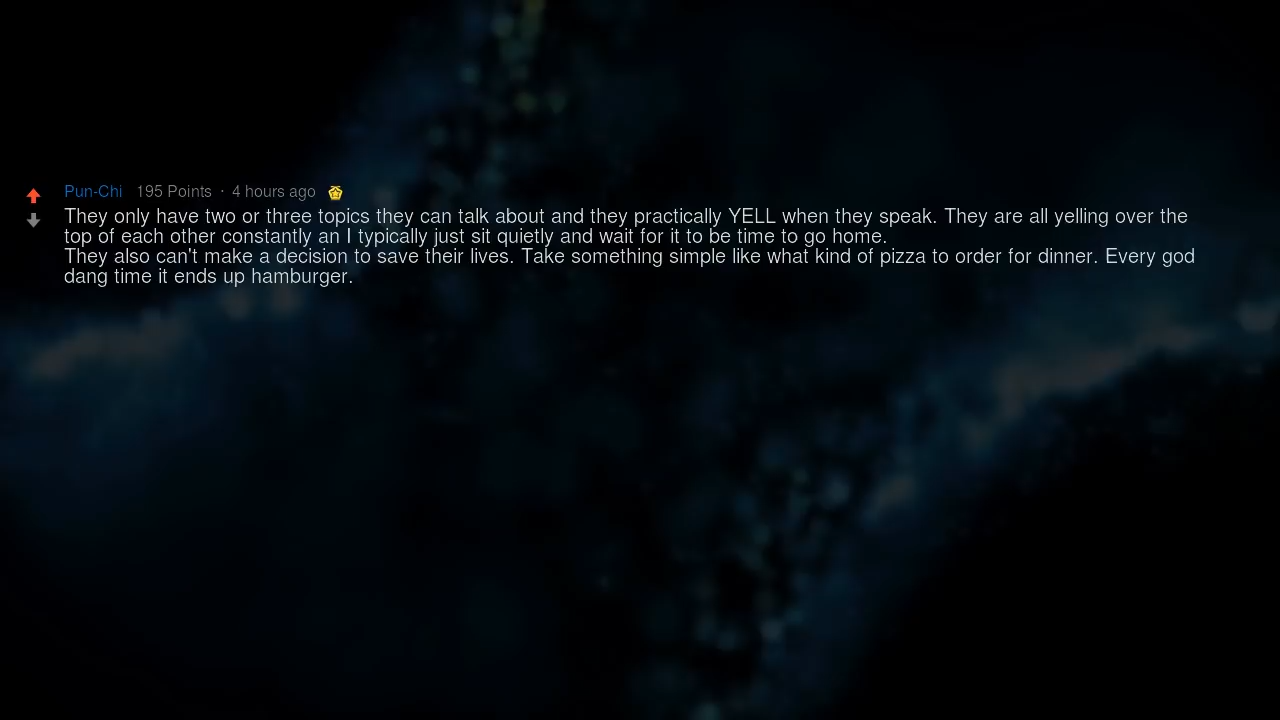 Pun-Chi 195 Points · 4 hours ago
They only have two or three topics they can talk about and they practically YELL when they speak. They are all yelling over the
top of each other constantly an I typically just sit quietly and wait for it to be time to go home.
They also can't make a decision to save their lives. Take something simple like what kind of pizza to order for dinner. Every god
dang time it ends up hamburger.